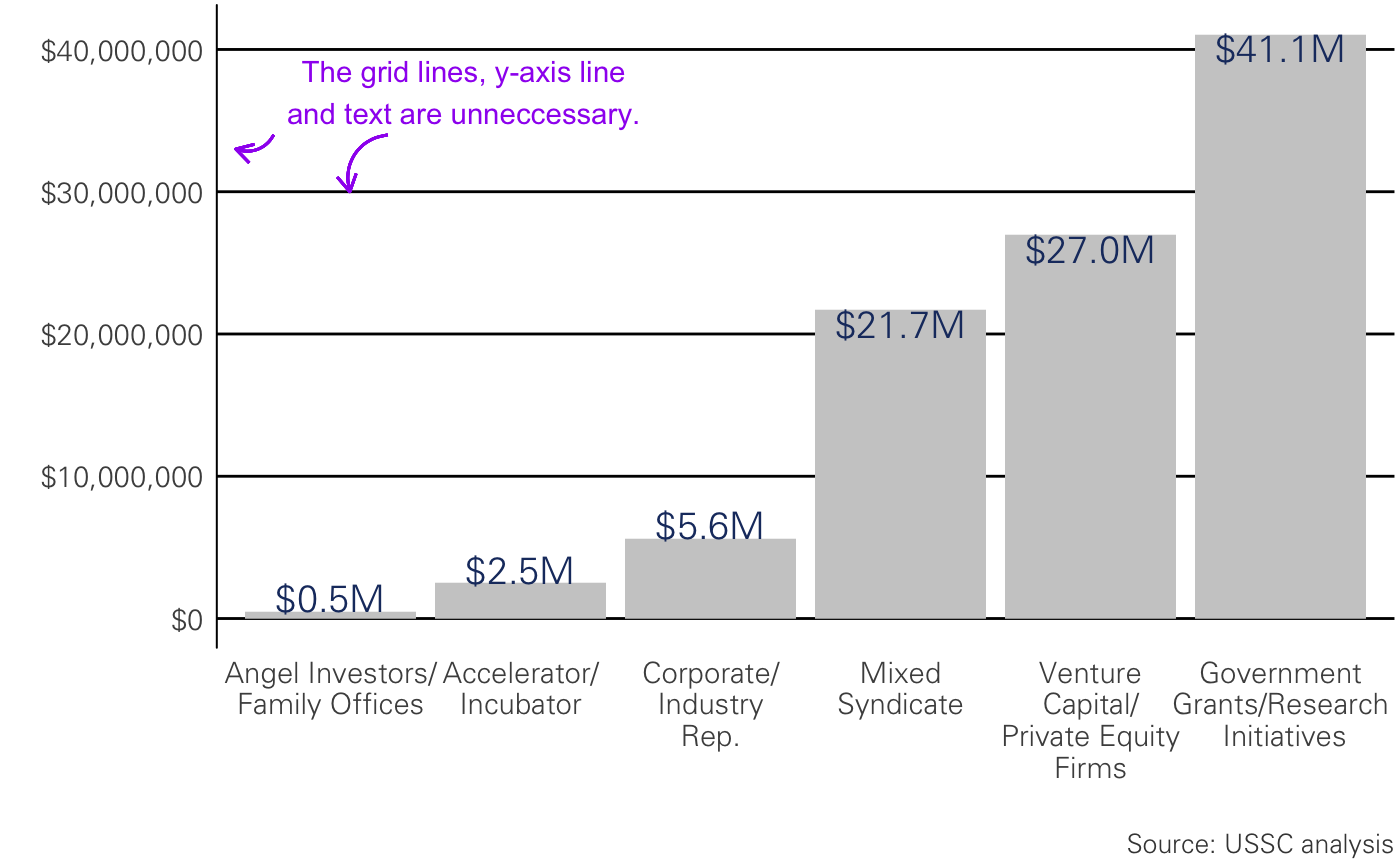 $40,000,000
$41.1M
The grid lines, y-axis line
and text are unneccessary.
$30,000,000
$27.0M
$21.7M
$20,000,000
$10,000,000
$5.6M
$2.5M
$0.5M
$0
Angel Investors/
Family Offices
Accelerator/
Incubator
Corporate/
Industry
Rep.
Mixed
Syndicate
Venture
Capital/
Private Equity
Firms
Government
Grants/Research
Initiatives
Source: USSC analysis